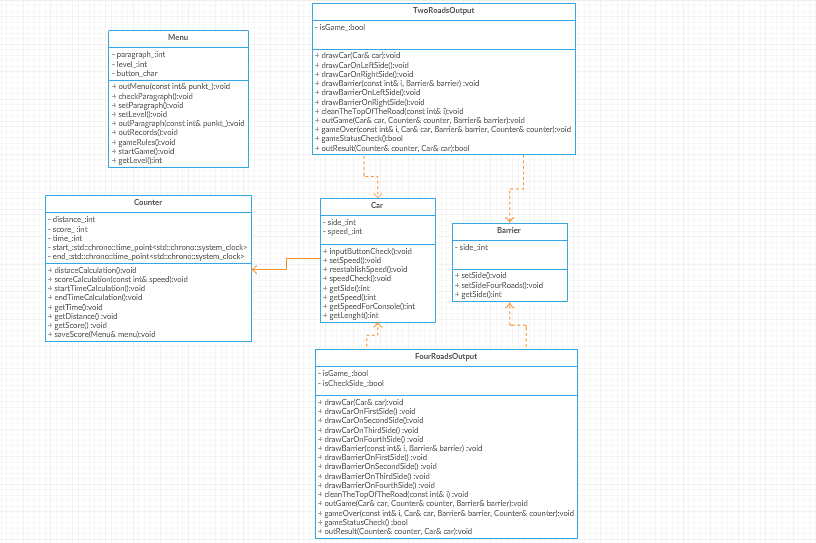 TwoRoadsOutput
- isGame_:bool
+ drawCar(Car& car):void
+ drawCarOnLeftSide():void
+ drawCarOnRightSide():void
+ drawBarrier(const int& i, Barrier& barrier) :void
+ drawBarrierOnLeftSide():void
+ drawBarrierOnRightSide():void
+ cleanTheTopOfTheRoad(const int& i):void
+ outGame(Car& car, Counter& counter, Barrier& barrier):void
+ gameOver(const int& i, Car& car, Barrier& barrier, Counter& counter):void
+ gameStatusCheck():bool
+ outResult(Counter& counter, Car& car):bool
Menu
- paragraph_:int
- level_:int
- button_:char
+ outMenu(const int& punkt_):void
+ checkParagraph():void
+ setParagraph():void
+ setLevel():void
+ outParagraph(const int& punkt_):void
+ outRecords():void
+ gameRules():void
+ startGame():void
+ getLevel():int
Counter
- distance_:int
- score_ :int
- time_:int
- start_:std::chrono::time_point<std::chrono::system_clock>
- end_:std::chrono::time_point<std::chrono::system_clock>
+ distaceCalculation():void
+ scoreCalculation(const int& speed):void
+ startTimeCalculation():void
+ endTimeCalculation():void
+ getTime():void
+ getDistance() :void
+ getScore() :void
+ saveScore(Menu& menu):void
Car
- side_:int
- speed_:int
+ inputButtonCheck():void
+ setSpeed():void
+ reestablishSpeed():void
+ speedCheck():void
+ getSide():int
+ getSpeed():int
+ getSpeedForConsole():int
+ getLenght():int
Barrier
- side_:int
+ setSide():void
+ setSideFourRoads():void
+ getSide():int
FourRoadsOutput
- isGame_:bool
- isCheckSide_:bool
+ drawCar(Car& car):void
+ drawCarOnFirstSide() :void
+ drawCarOnSecondSide():void
+ drawCarOnThirdSide() :void
+ drawCarOnFourthSide() :void
+ drawBarrier(const int& i, Barrier& barrier) :void
+ drawBarrierOnFirstSide() :void
+ drawBarrierOnSecondSide() :void
+ drawBarrierOnThirdSide() :void
+ drawBarrierOnFourthSide() :void
+ cleanTheTopOfTheRoad(const int& i) :void
+ outGame(Car& car, Counter& counter, Barrier& barrier):void
+ gameOver(const int& i, Car& car, Barrier& barrier, Counter& counter):void
+ gameStatusCheck() :bool
+ outResult(Counter& counter, Car& car):void